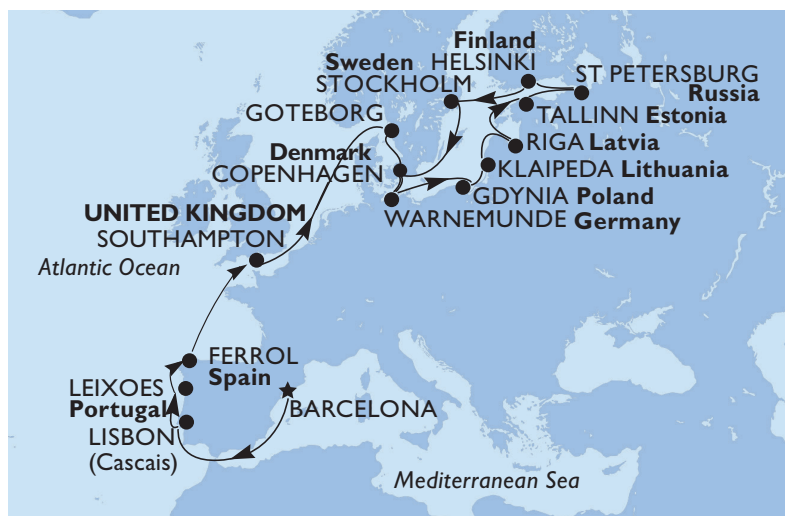 Finland
Sweden HELSINKI
STOCKHOLM
ST PETERSBURG
Russia
GOTEBORG
TALLINN Estonia
RIGA Latvia
Denmark
COPENHAGEN
KLAIPEDA Lithuania
GDYNIA Poland
WARNEMUNDE Germany
UNITED KINGDOM
SOUTHAMPTON
Atlantic Ocean
FERROL
Spain
LEIXOES
Portugal
BARCELONA
LISBON
(Cascais)
Mediterranean Sea